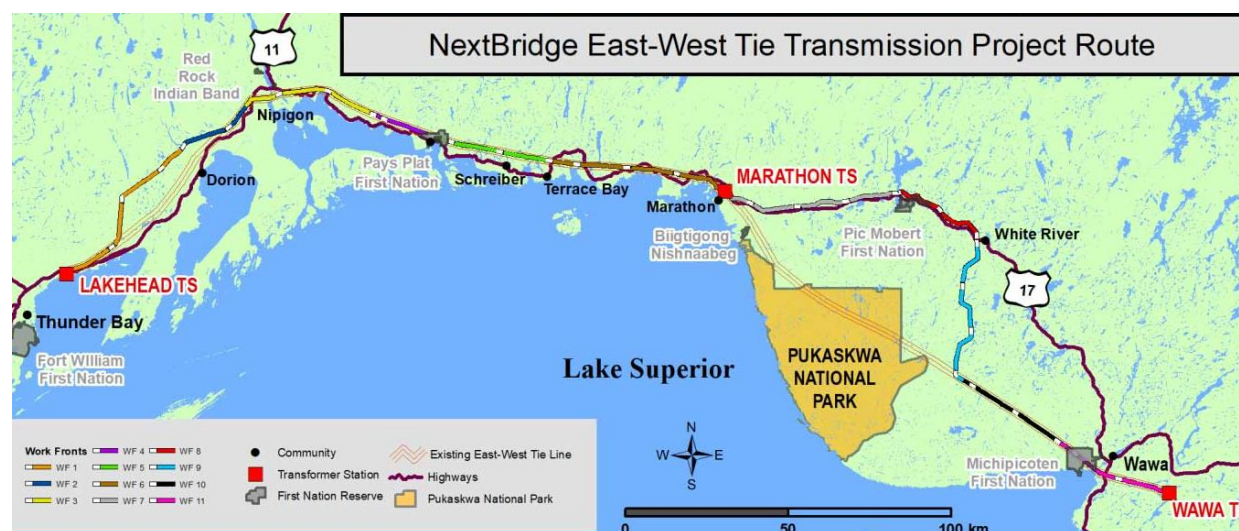 NextBridge East-West Tie Transmission Project Route
11
Red
Rock
Indian Band
Nipigon
Dorion
Pays Plat
First Nation
Schreiber
Terrace Bay
MARATHON TS
Marathon
Biigtigong
Nishnaabeg
Pic Mobert
First Nation
White River
17
LAKEHEAD TS
Thunder Bay
Fort William
First Nation
Lake Superior
PUKASKWA
NATIONAL
PARK
Michipicoten
First Nation
Wawa
WAWA T
N
W E
S
Work Fronts
WF 1
WF 2
WF 3
WF 4
WF 5
WF 6
WF 7
WF 8
WF 9
WF 10
WF 11
Community
Transformer Station
First Nation Reserve
Existing East-West Tie Line
Highways
Pukaskwa National Park
0 50 100 km